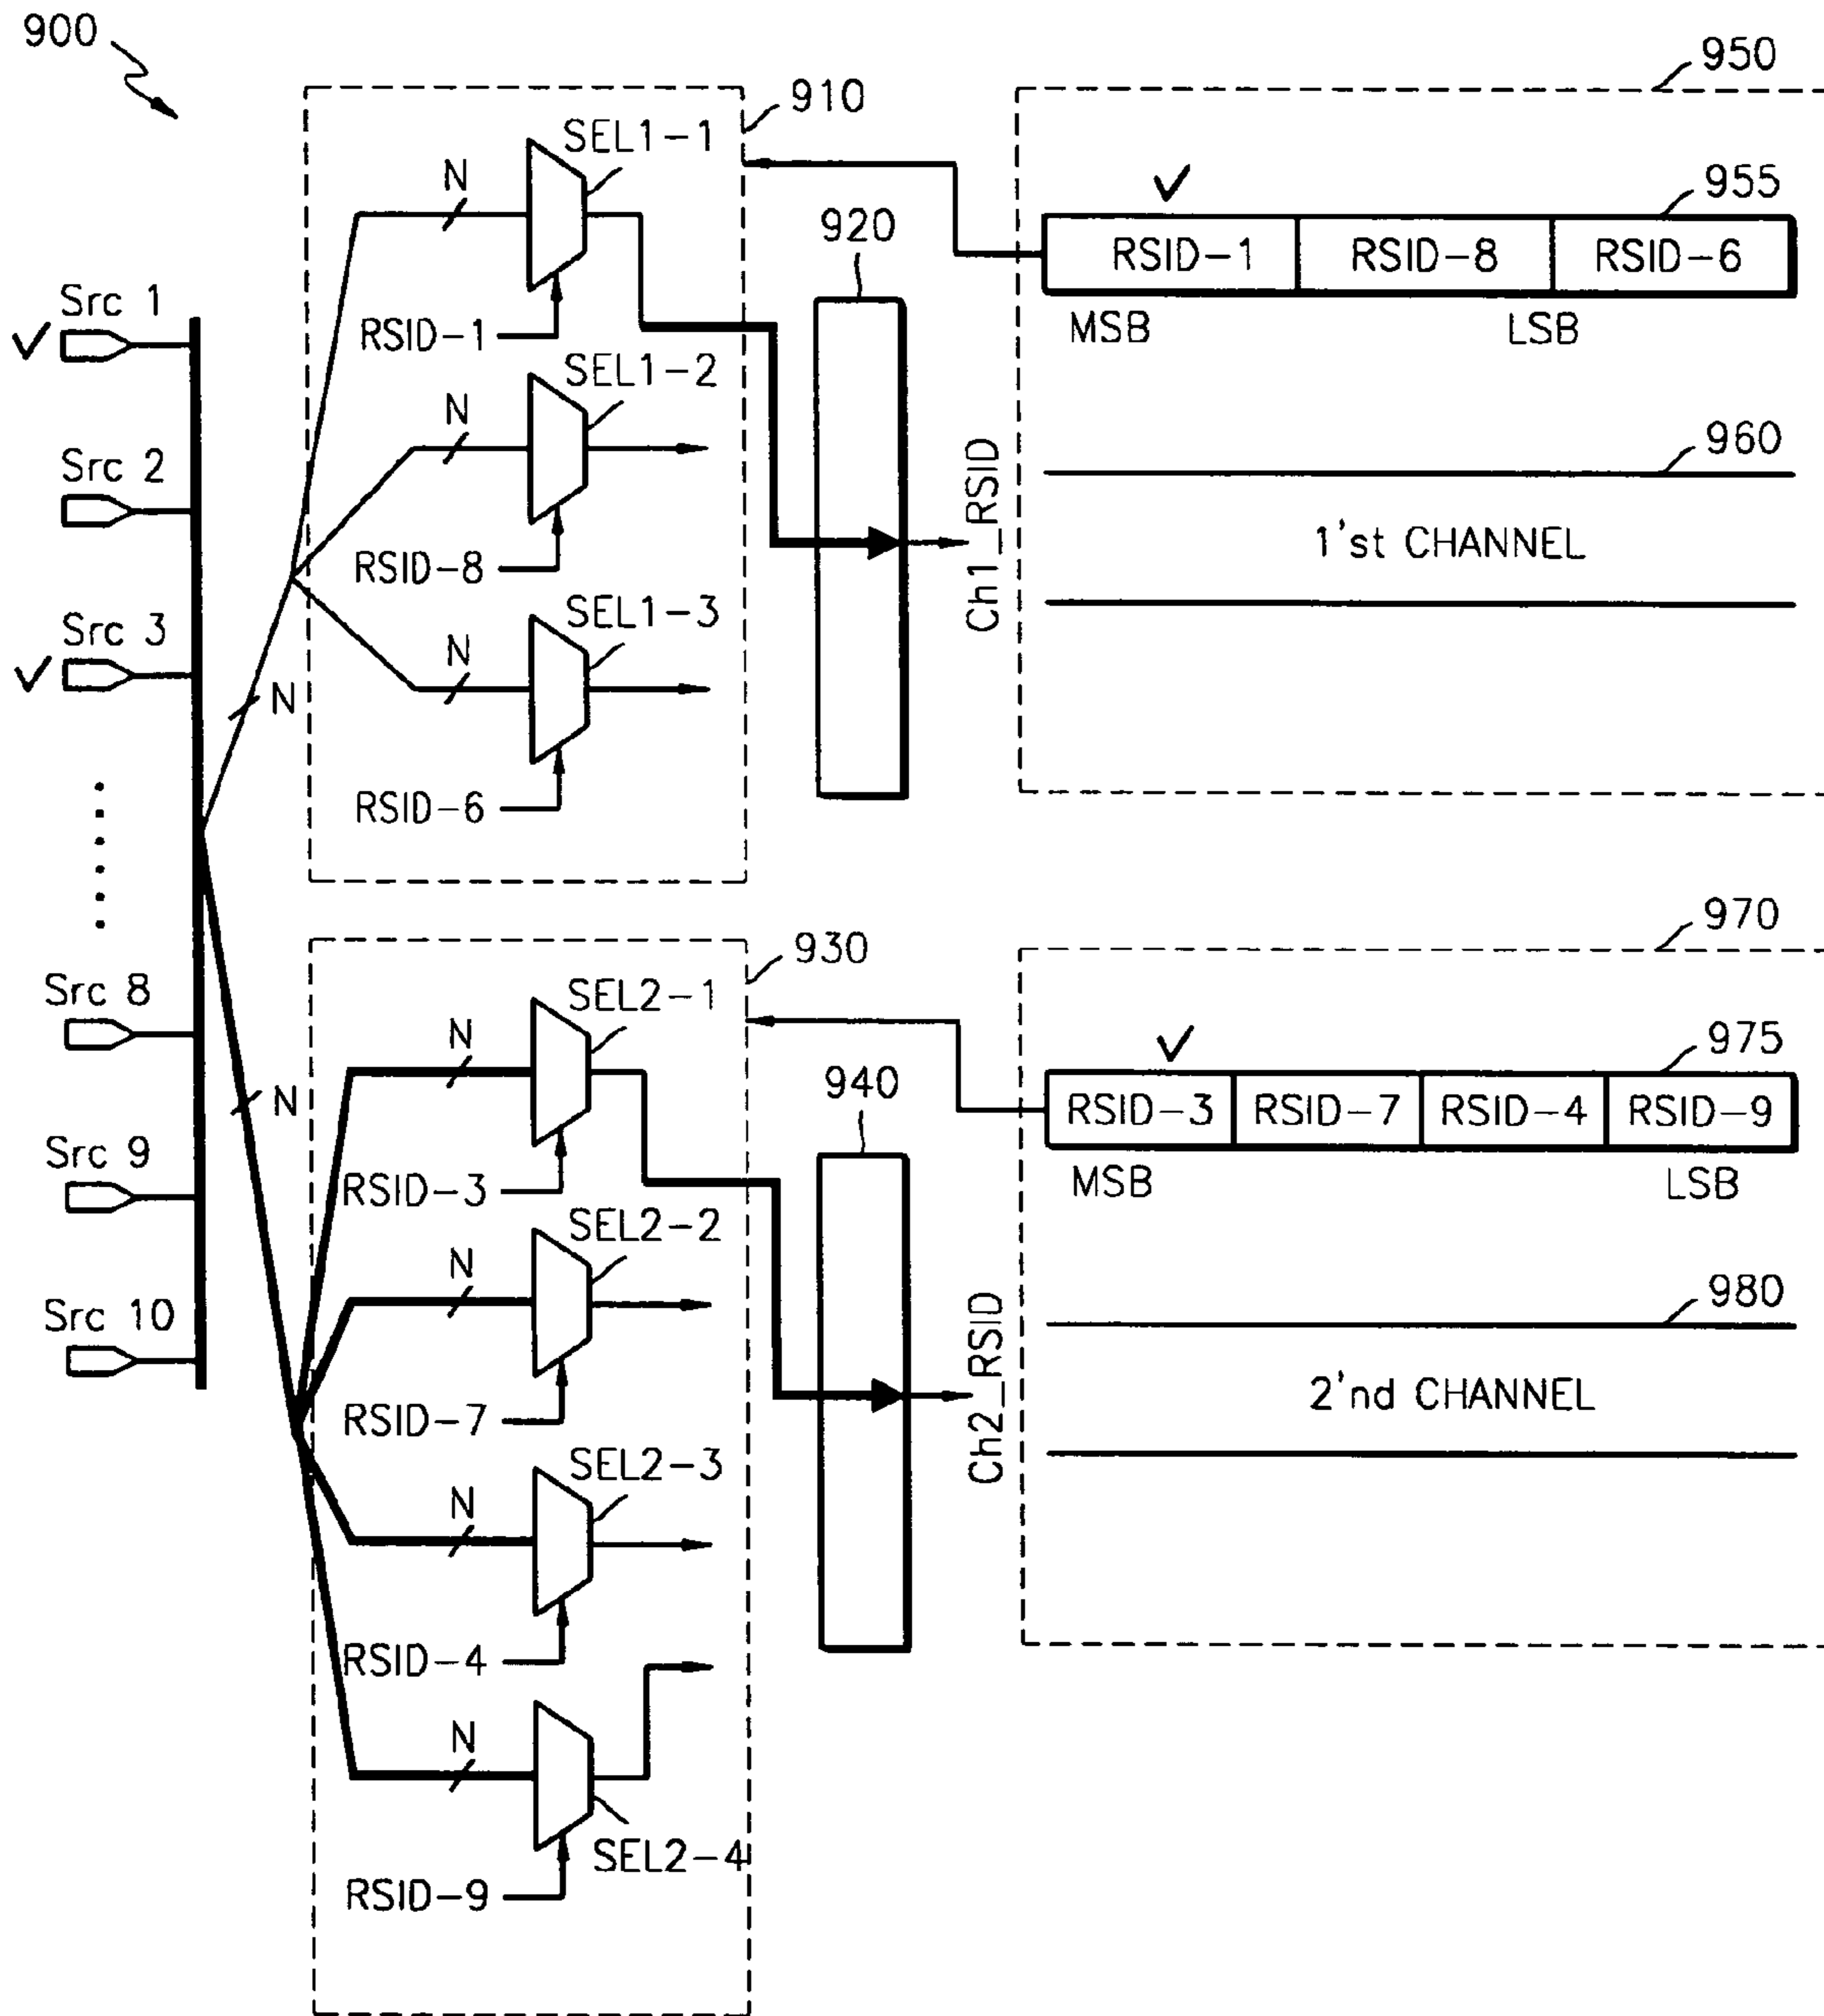 900
910
950
SEL1-1
N
955
920
RSID-1 RSID-8 RSID-6
MSB LSB
Src 1
RSID-1
SEL1-2
N
960
Src 2
Ch1_RSID
1'st CHANNEL
RSID-8
SEL1-3
Src 3
N
N
RSID-6
930
970
Src 8
SEL2-1
N
975
940
N
RSID-3 RSID-7 RSID-4 RSID-9
MSB LSB
Src 9
RSID-3
SEL2-2
N
980
Src 10
Ch2_RSID
2'nd CHANNEL
RSID-7
SEL2-3
N
RSID-4
N
SEL2-4
RSID-9